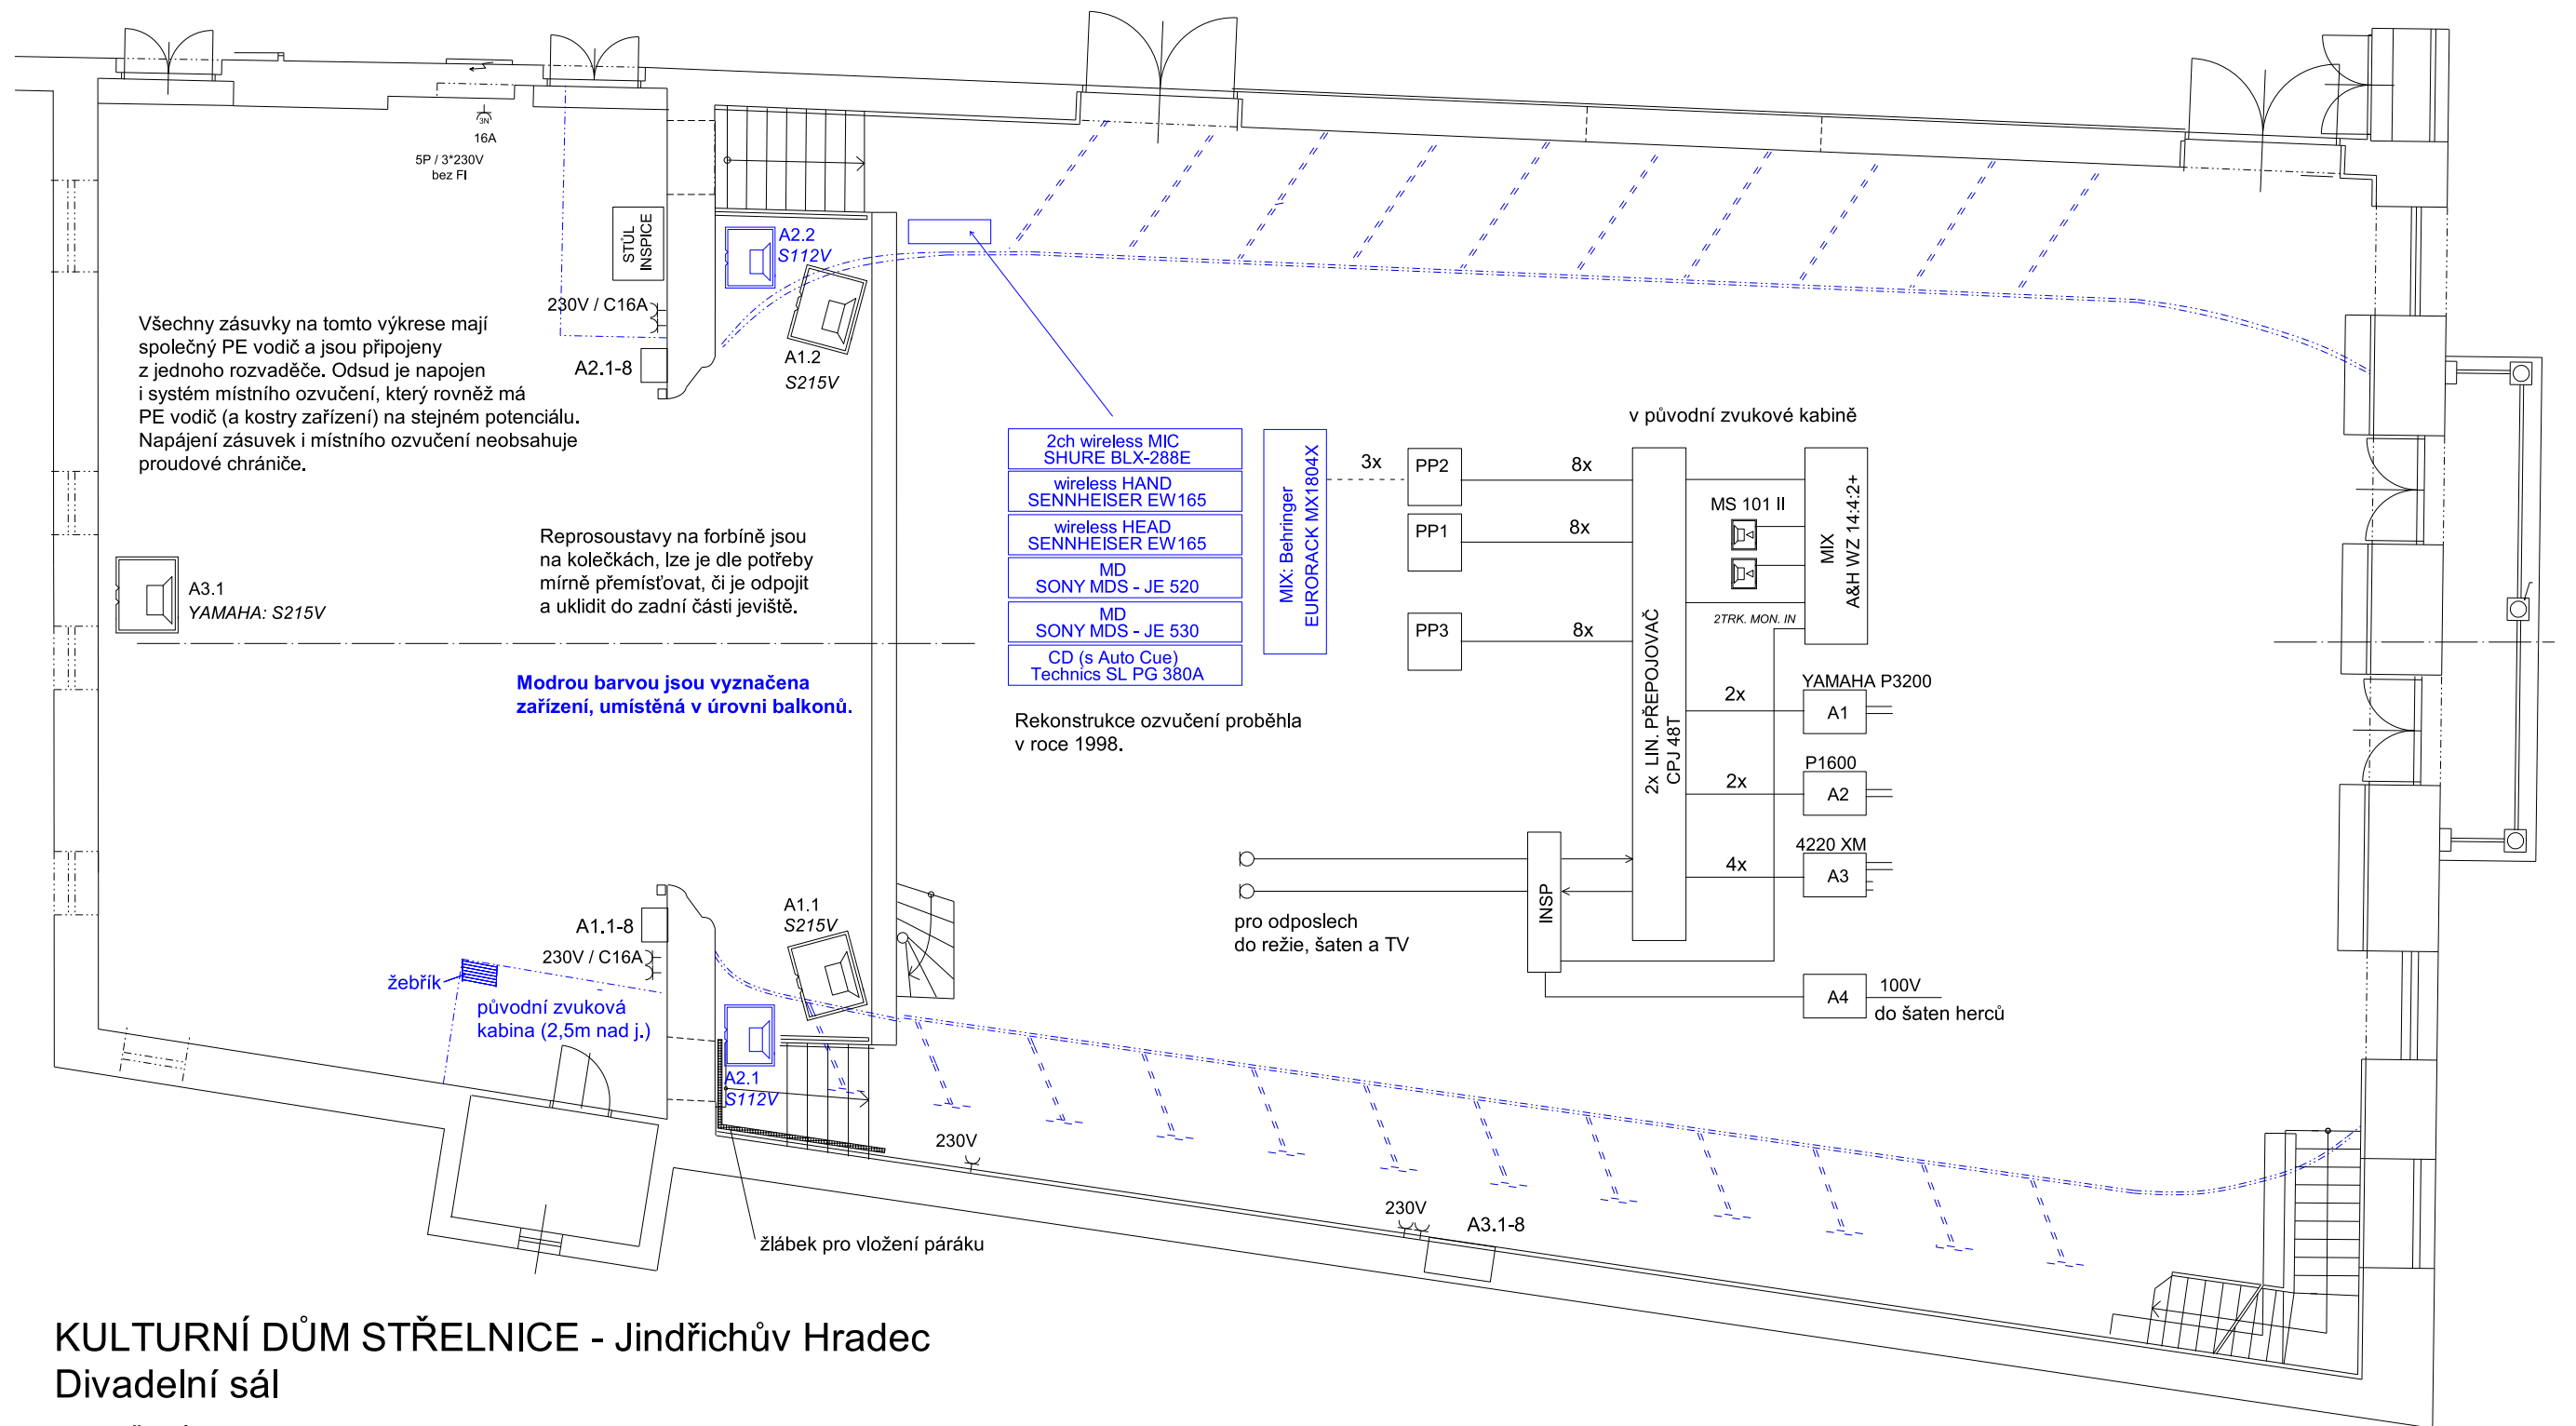 3N
16A
5P / 3*230V
bez FI
STŮL
INSPICE
A2.2
S112V
230V / C16A
A1.2
S215V
A2.1-8
Všechny zásuvky na tomto výkrese mají
společný PE vodič a jsou připojeny
z jednoho rozvaděče. Odsud je napojen
i systém místního ozvučení, který rovněž má
PE vodič (a kostry zařízení) na stejném potenciálu.
Napájení zásuvek i místního ozvučení neobsahuje
proudové chrániče.
Reprosoustavy na forbíně jsou
na kolečkách, lze je dle potřeby
mírně přemísťovat, či je odpojit
a uklidit do zadní části jeviště.
A3.1
YAMAHA: S215V
Modrou barvou jsou vyznačena
zařízení, umístěná v úrovni balkonů.
2ch wireless MIC
SHURE BLX-288E
wireless HAND
SENNHEISER EW165
wireless HEAD
SENNHEISER EW165
MD
SONY MDS - JE 520
MD
SONY MDS - JE 530
CD (s Auto Cue)
Technics SL PG 380A
MIX: Behringer
EURORACK MX1804X
Rekonstrukce ozvučení proběhla
v roce 1998.
v původní zvukové kabině
3x
PP2
8x
PP1
8x
PP3
8x
2x LIN. PŘEPOJOVAČ
CPJ 48T
MS 101 II
MIX
A&H WZ 14:4:2+
2TRK. MON. IN
YAMAHA P3200
2x
A1
P1600
2x
A2
4220 XM
4x
A3
INSP
pro odposlech
do režie, šaten a TV
A4
100V
do šaten herců
A1.1
S215V
A1.1-8
230V / C16A
žebřík
původní zvuková
kabina (2,5m nad j.)
A2.1
S112V
230V
žlábek pro vložení páráku
230V
A3.1-8
KULTURNÍ DŮM STŘELNICE - Jindřichův Hradec
Divadelní sál